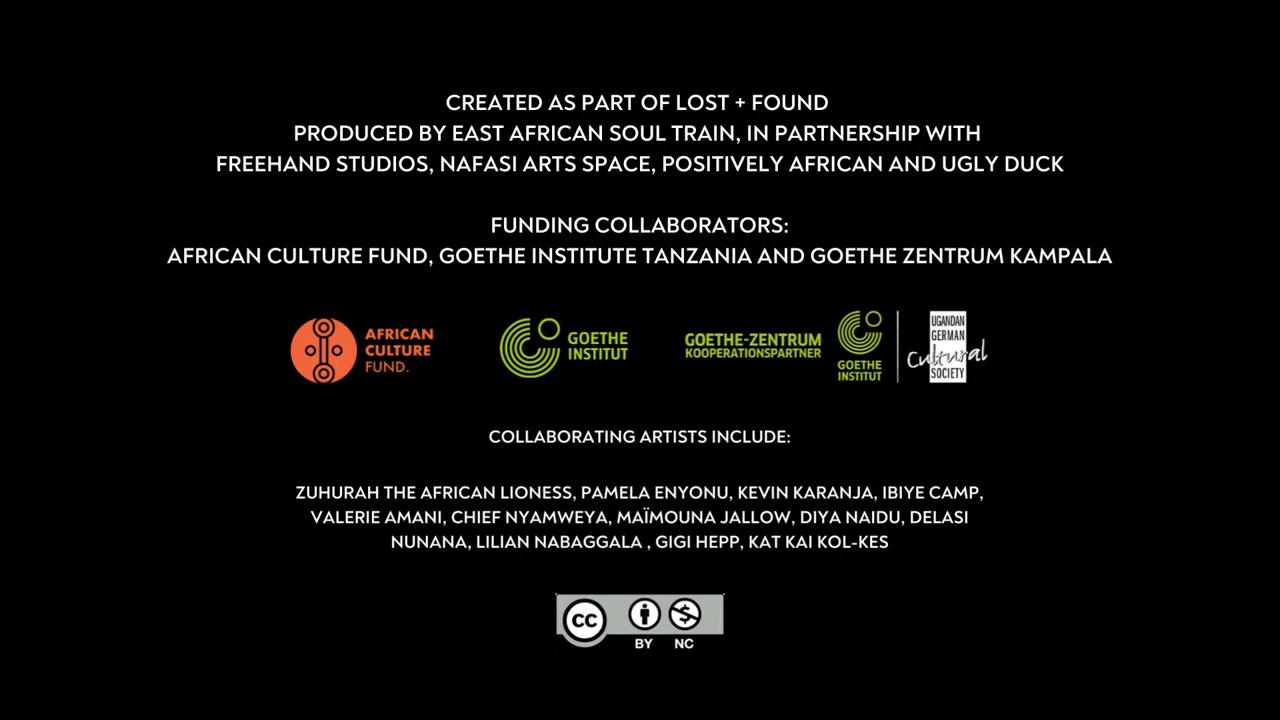 CREATED AS PART OF LOST + FOUND
PRODUCED BY EAST AFRICAN SOUL TRAIN, IN PARTNERSHIP WITH
FREEHAND STUDIOS, NAFASI ARTS SPACE, POSITIVELY AFRICAN AND UGLY DUCK
FUNDING COLLABORATORS:
AFRICAN CULTURE FUND, GOETHE INSTITUTE TANZANIA AND GOETHE ZENTRUM KAMPALA
AFRICAN
CULTURE
FUND.
GOETHE
INSTITUT
GOETHE-ZENTRUM
KOOPERATIONSPARTNER
GOETHE
INSTITUT
UGANDAN
GERMAN
Cultural
SOCIETY
COLLABORATING ARTISTS INCLUDE:
ZUHURAH THE AFRICAN LIONESS, PAMELA ENYONU, KEVIN KARANJA, IBIYE CAMP,
VALERIE AMANI, CHIEF NYAMWEYA, MAÏMOUNA JALLOW, DIYA NAIDU, DELASI
NUNANA, LILIAN NABAGGALA , GIGI HEPP, KAT KAI KOL-KES
CC
BY NC